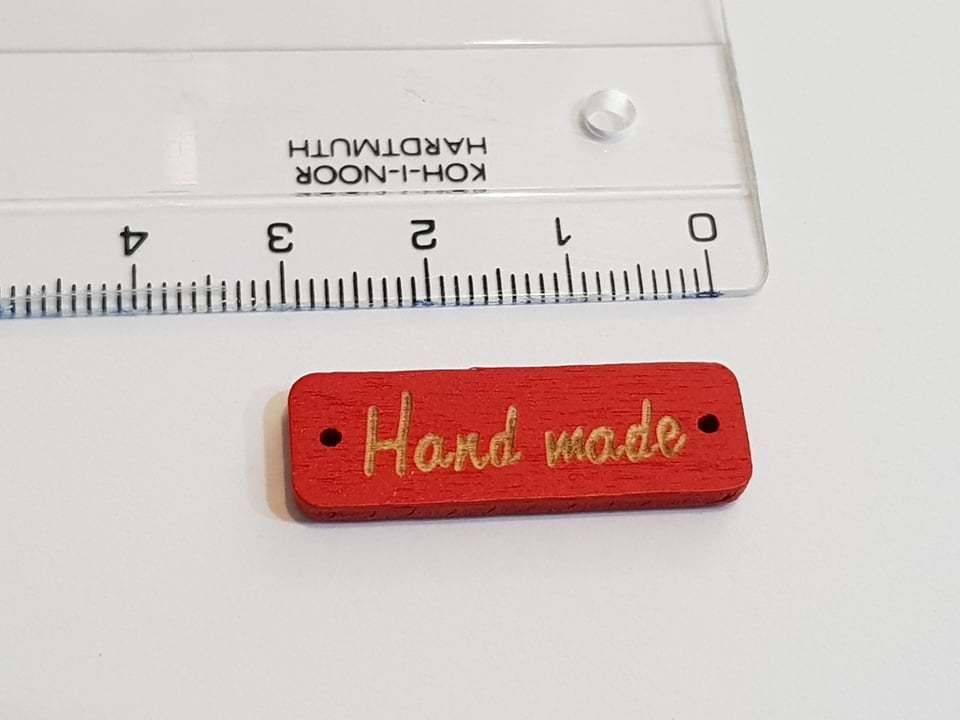 KOH-I-NOOR
HARDTMUTH
0 1 2 3 4
Hand made